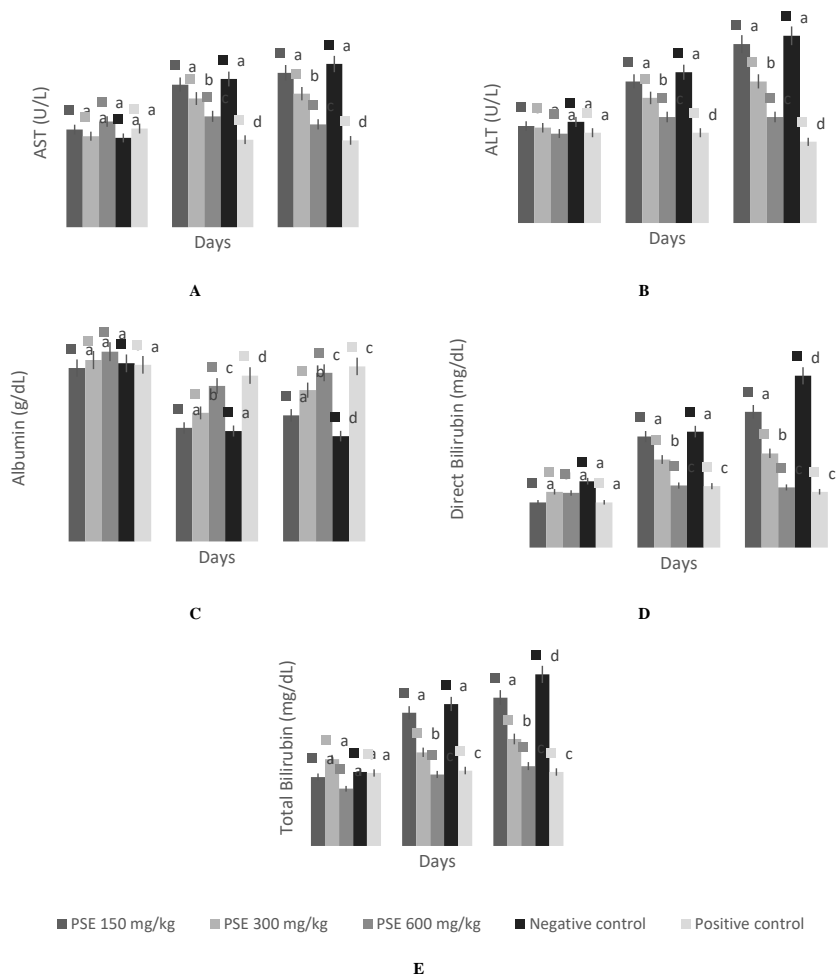 AST (U/L)
a a a a a
a b c a d
a b c a d
Days
A
ALT (U/L)
a a a a a
a b c a d
a b c a d
Days
B
Albumin (g/dL)
a a a a a
a b c a d
a b c d c
Days
C
Direct Bilirubin (mg/dL)
a a a a a
a b c a c
a b c d c
Days
D
Total Bilirubin (mg/dL)
a a a a a
a b c a c
a b c d c
Days
PSE 150 mg/kg PSE 300 mg/kg PSE 600 mg/kg Negative control Positive control
E